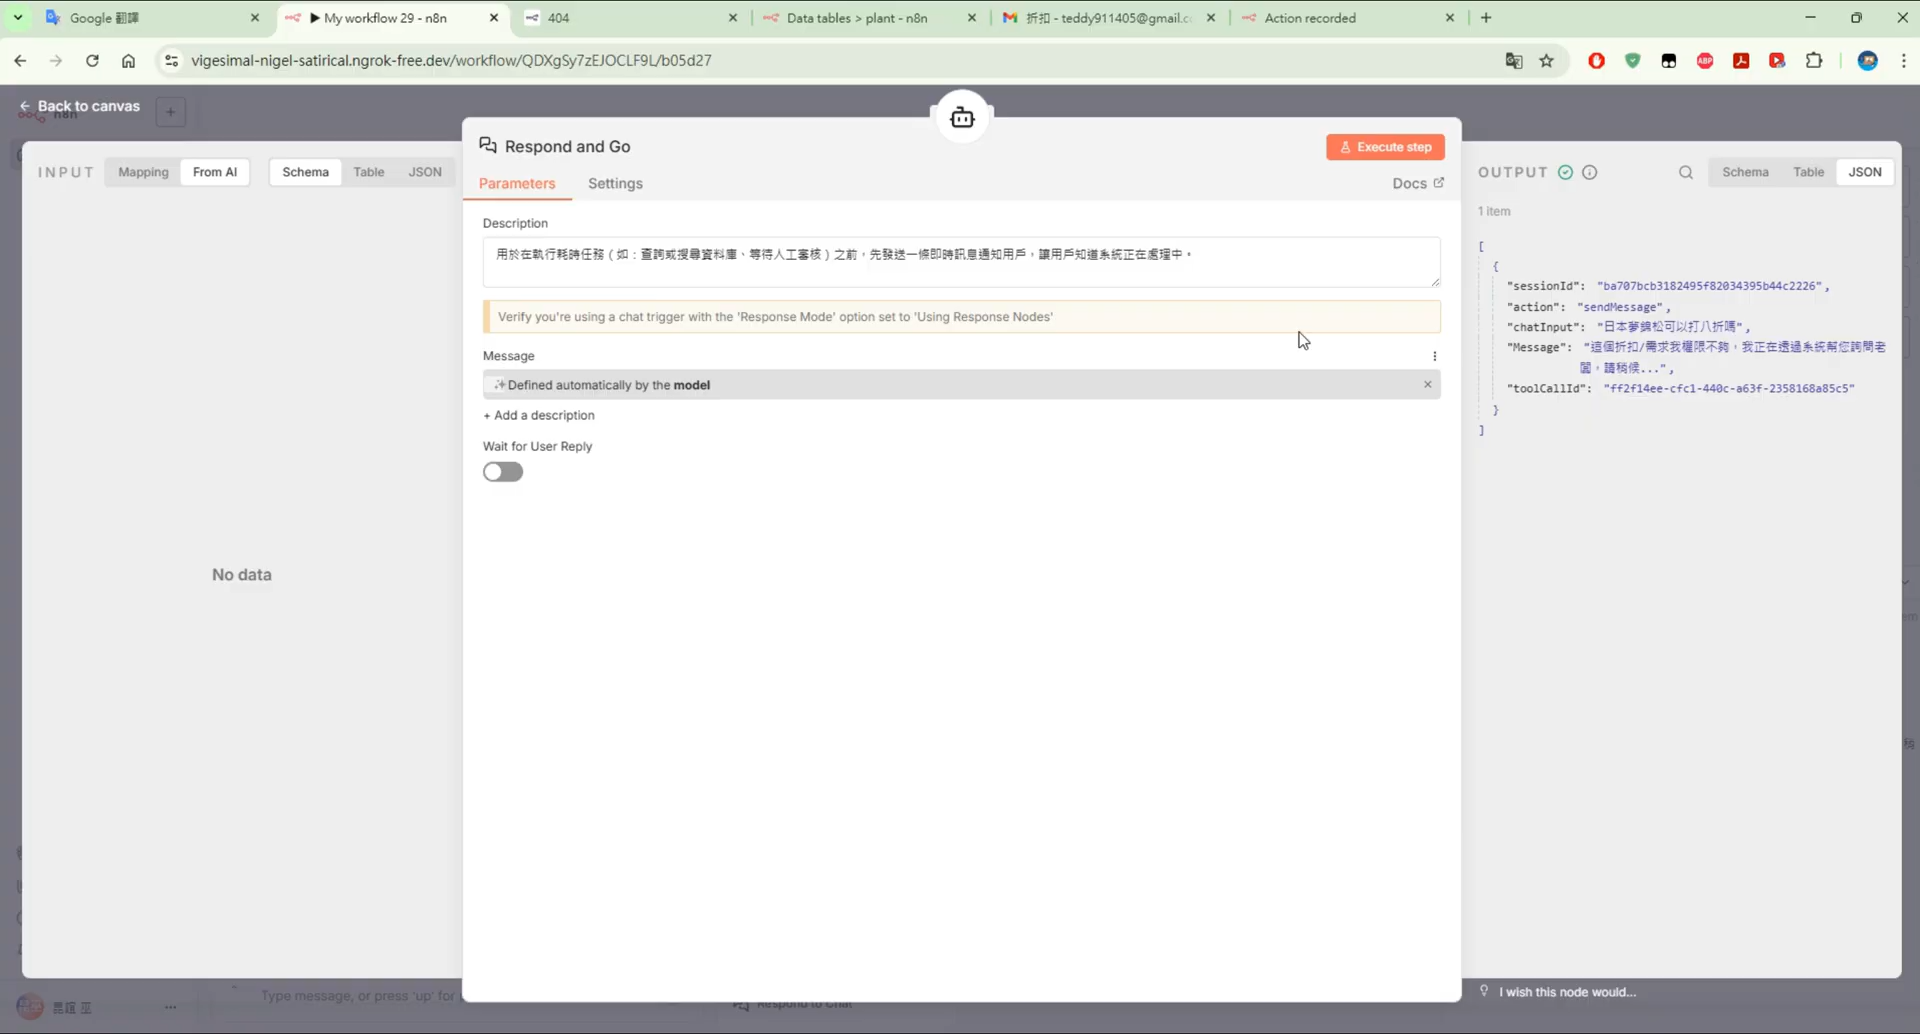 Google 翻譯
▶ My workflow 29 - n8n
404
Data tables > plant - n8n
折扣 - teddy911405@gmail.c
Action recorded
vigesimal-nigel-satirical.ngrok-free.dev/workflow/QDXgSy7zEJOCLF9L/b05d27
ABP
Back to canvas
n8n
INPUT
Mapping
From AI
Schema
Table
JSON
No data
Respond and Go
Execute step
Parameters
Settings
Docs
Description
用於在執行耗時任務（如：查詢或搜尋資料庫、等待人工審核）之前，先發送一條即時訊息通知用戶，讓用戶知道系統正在處理中。
Verify you're using a chat trigger with the 'Response Mode' option set to 'Using Response Nodes'
Message
Defined automatically by the model
+ Add a description
Wait for User Reply
OUTPUT
Schema
Table
JSON
1 item
[
{
"sessionId": "ba707bcb3182495f82034395b44c2226",
"action": "sendMessage",
"chatInput": "日本夢錦松可以打八折嗎",
"Message": "這個折扣/需求我權限不夠，我正在透過系統幫您詢問老
闆，請稍候...",
"toolCallId": "ff2f14ee-cfc1-440c-a63f-2358168a85c5"
}
]
Type message, or press 'up' for
Respond to Chat
I wish this node would...